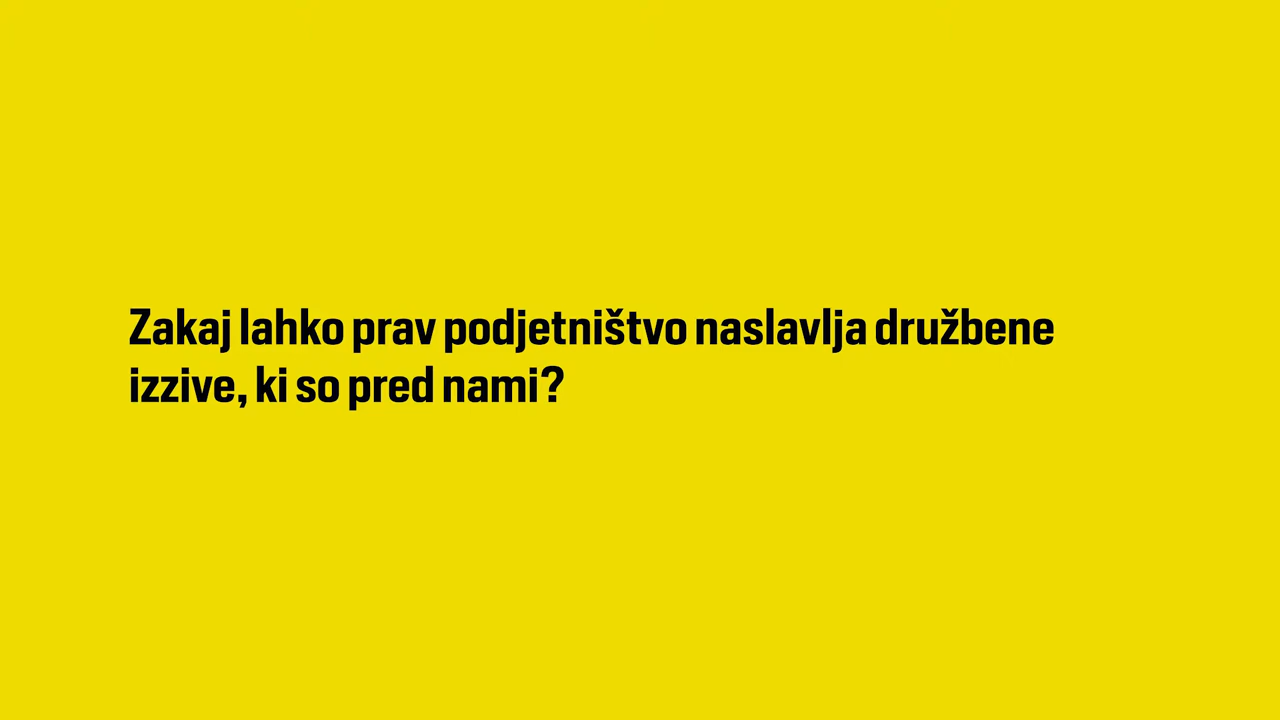 Zakaj lahko prav podjetništvo naslavlja družbene
izzive, ki so pred nami?